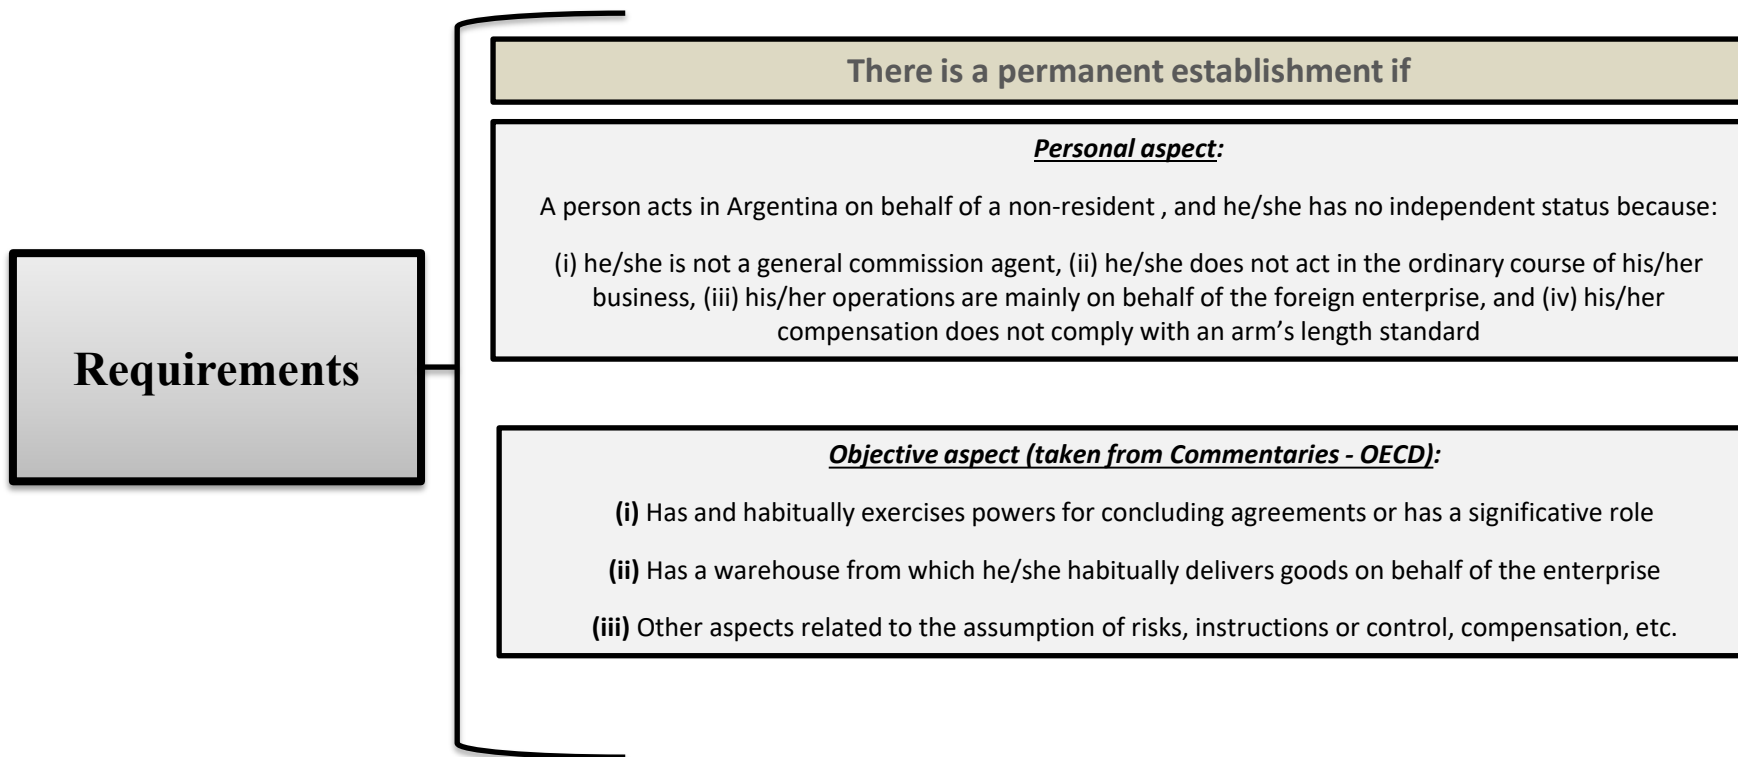 Requirements
There is a permanent establishment if
Personal aspect:
A person acts in Argentina on behalf of a non-resident , and he/she has no independent status because:
(i) he/she is not a general commission agent, (ii) he/she does not act in the ordinary course of his/her
business, (iii) his/her operations are mainly on behalf of the foreign enterprise, and (iv) his/her
compensation does not comply with an arm’s length standard
Objective aspect (taken from Commentaries - OECD):
(i) Has and habitually exercises powers for concluding agreements or has a significative role
(ii) Has a warehouse from which he/she habitually delivers goods on behalf of the enterprise
(iii) Other aspects related to the assumption of risks, instructions or control, compensation, etc.